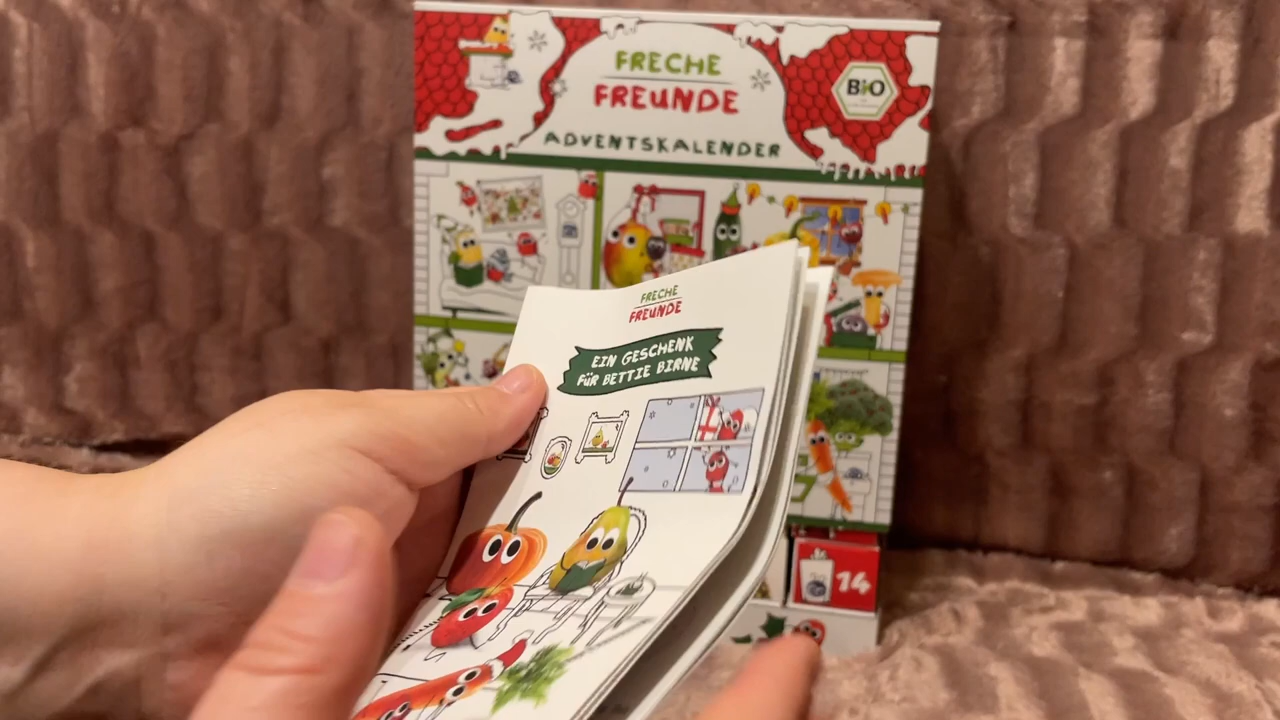 FRECHE
FREUNDE
BiO
ADVENTSKALENDER
FRECHE
FREUNDE
EIN GESCHENK
FÜR BETTIE BIRNE
14